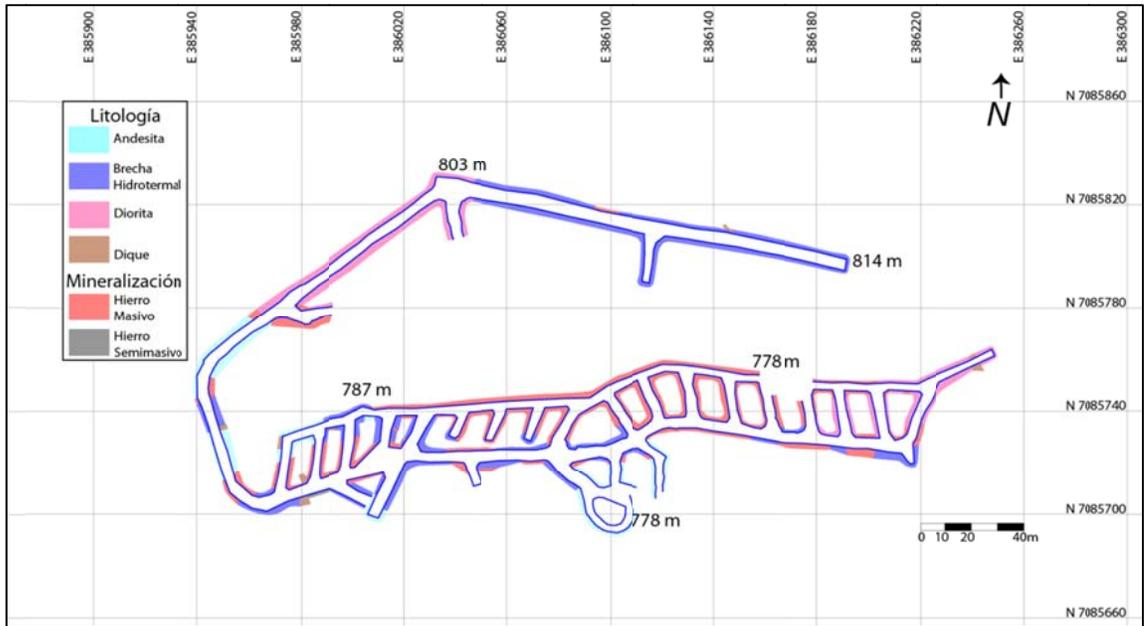 E 385900
E 385940
E 385980
E 386020
E 386060
E 386100
E 386140
E 386180
E 386220
E 386260
E 386300
N 7085860
N
Litología
Andesita
Brecha
Hidrotermal
Diorita
Dique
Mineralización
Hierro
Masivo
Hierro
Semimasivo
803 m
N 7085820
814 m
N 7085780
778 m
787 m
N 7085740
N 7085700
778 m
0 10 20 40m
N 7085660